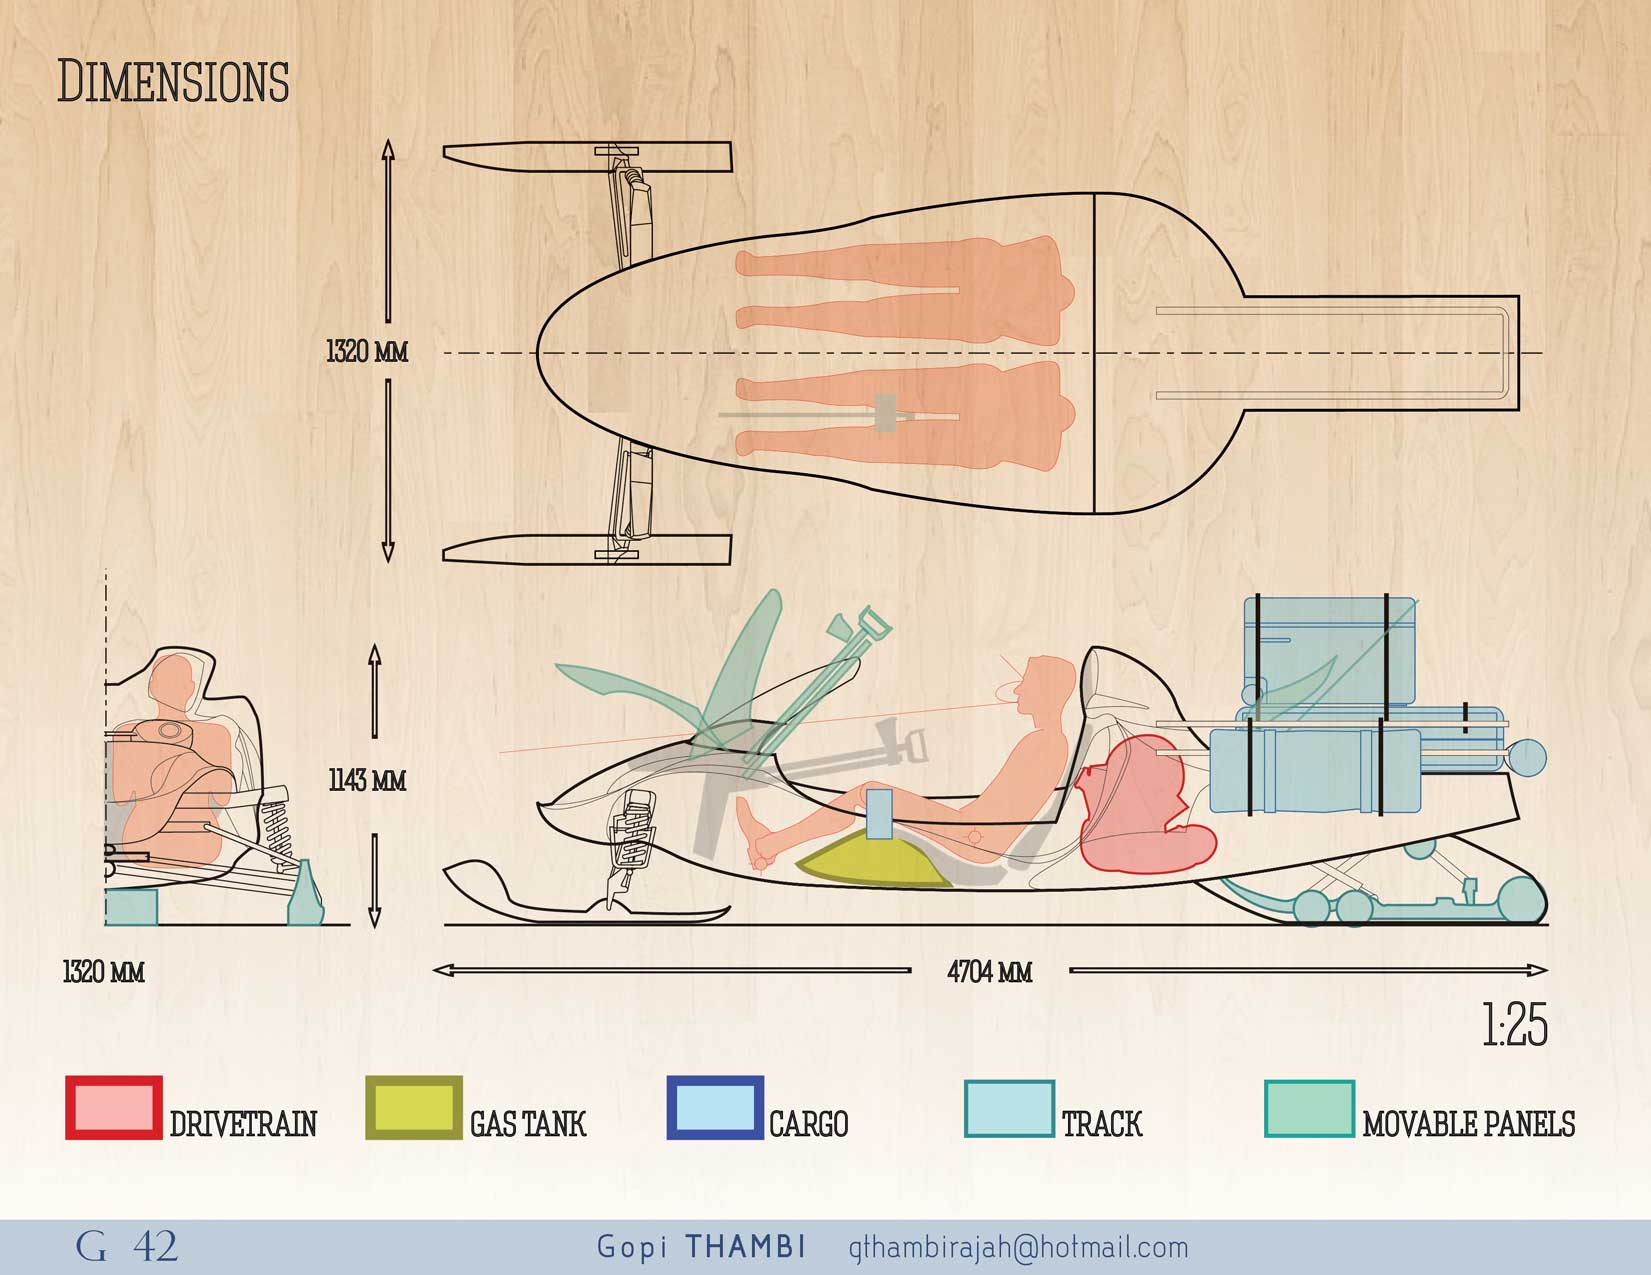 DIMENSIONS
1320 MM
1143 MM
1320 MM
4704 MM
1:25
DRIVETRAIN
GAS TANK
CARGO
TRACK
MOVABLE PANELS
G 42
Gopi THAMBI gthambirajah@hotmail.com